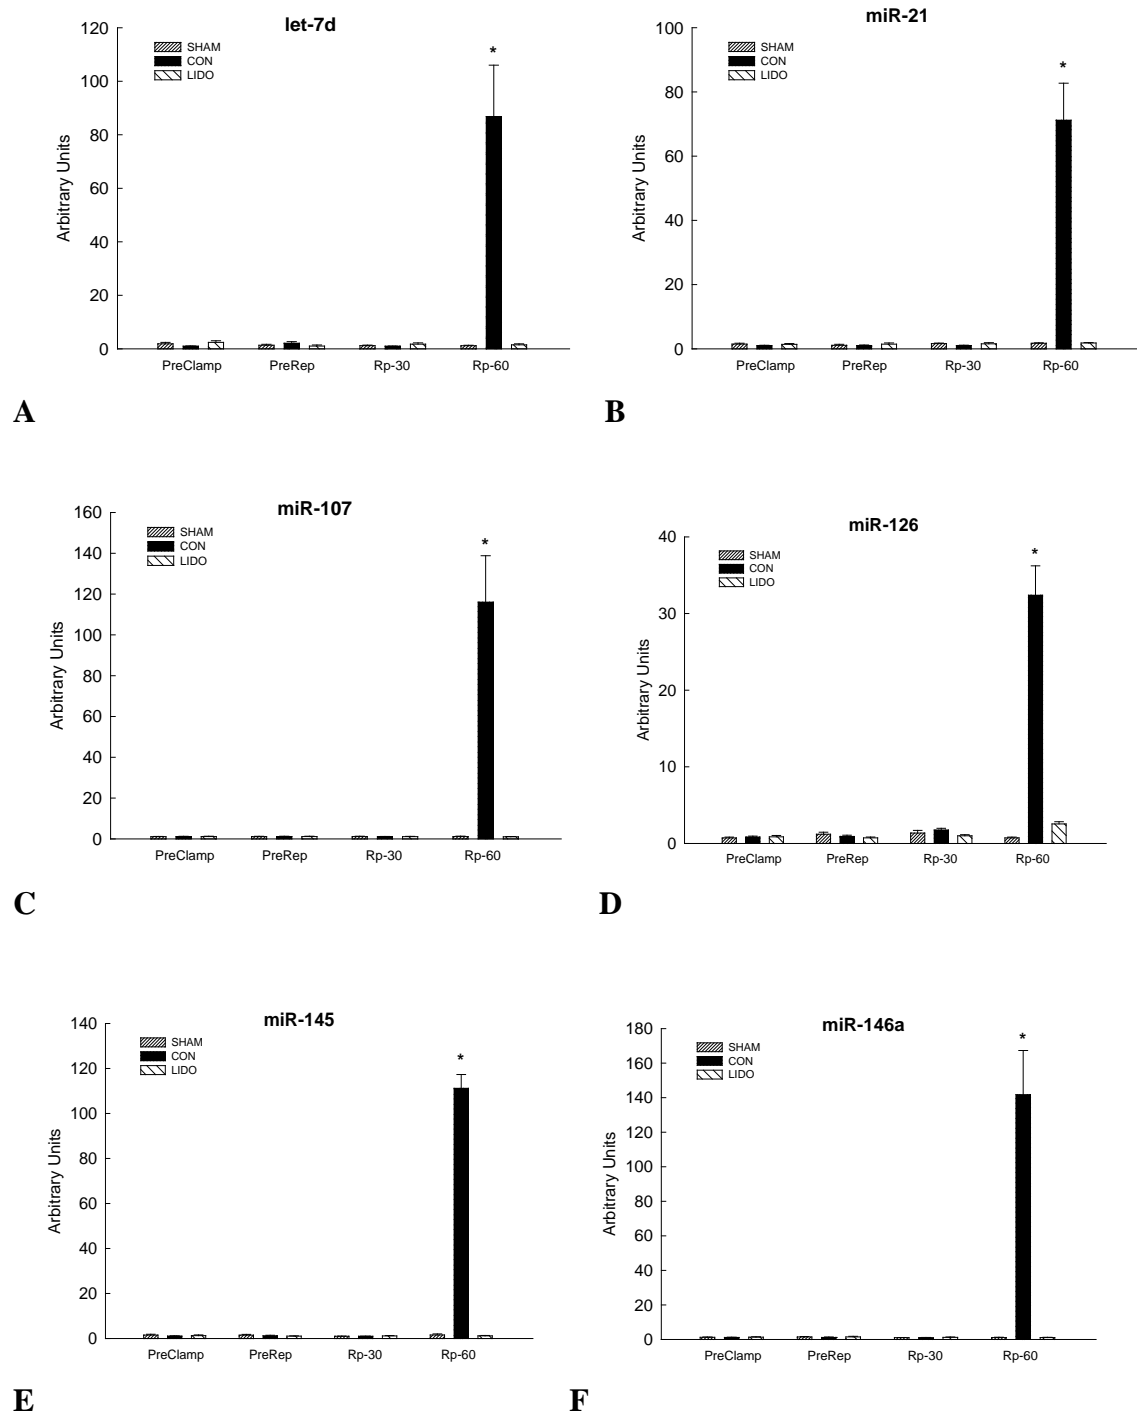 let-7d
120
100
80
60
40
20
0
Arbitrary Units
SHAM
CON
LIDO
*
PreClamp PreRep Rp-30 Rp-60
A
miR-21
100
80
60
40
20
0
Arbitrary Units
SHAM
CON
LIDO
*
PreClamp PreRep Rp-30 Rp-60
B
miR-107
160
140
120
100
80
60
40
20
0
Arbitrary Units
SHAM
CON
LIDO
*
PreClamp PreRep Rp-30 Rp-60
C
miR-126
40
30
20
10
0
Arbitrary Units
SHAM
CON
LIDO
*
PreClamp PreRep Rp-30 Rp-60
D
miR-145
140
120
100
80
60
40
20
0
Arbitrary Units
SHAM
CON
LIDO
*
PreClamp PreRep Rp-30 Rp-60
E
miR-146a
180
160
140
120
100
80
60
40
20
0
Arbitrary Units
SHAM
CON
LIDO
*
PreClamp PreRep Rp-30 Rp-60
F